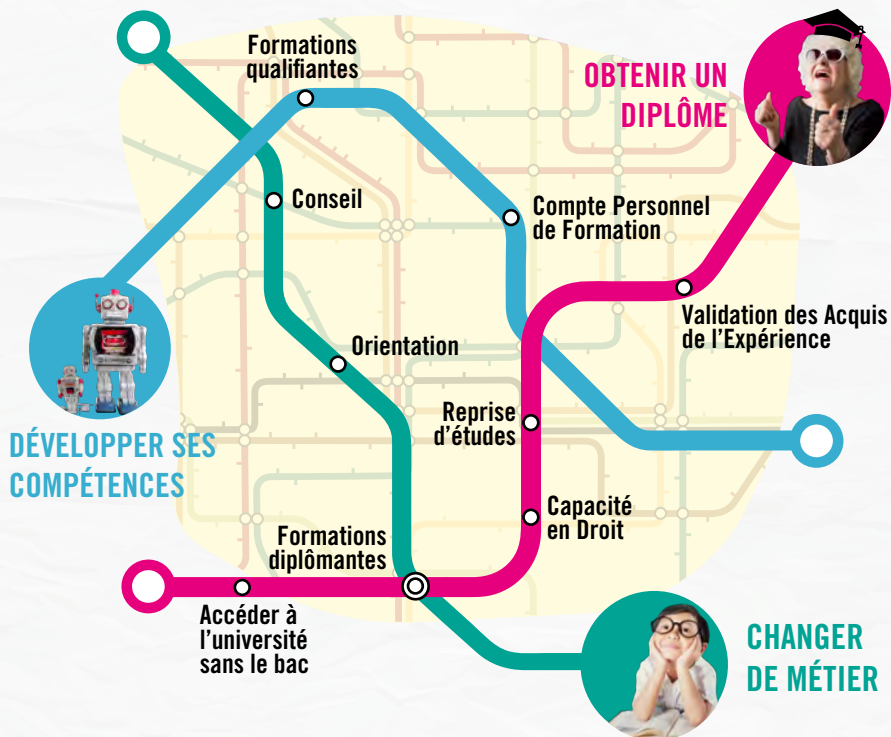 Formations
qualifiantes
OBTENIR UN
DIPLÔME
Conseil
Compte Personnel
de Formation
Validation des Acquis
de l'Expérience
Orientation
DÉVELOPPER SES
COMPÉTENCES
Reprise
d'études
Capacité
en Droit
Formations
diplômantes
Accéder à
l'université
sans le bac
CHANGER
DE MÉTIER